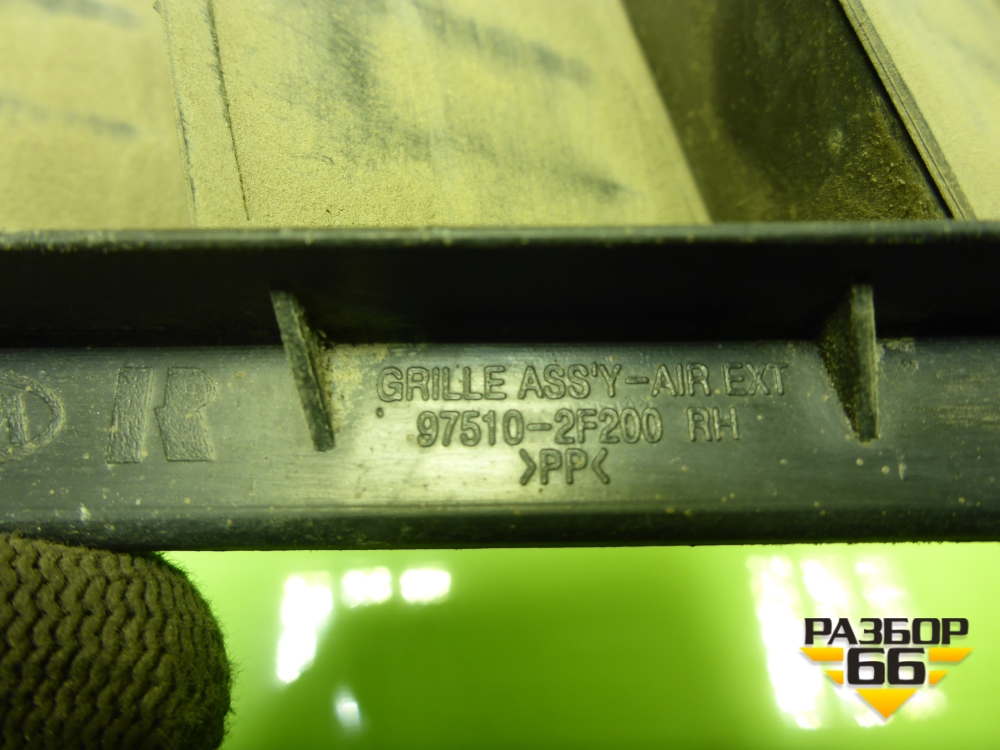 R
GRILLE ASS'Y-AIR.EXT
97510-2F200 RH
>PP<
РАЗБОР
66